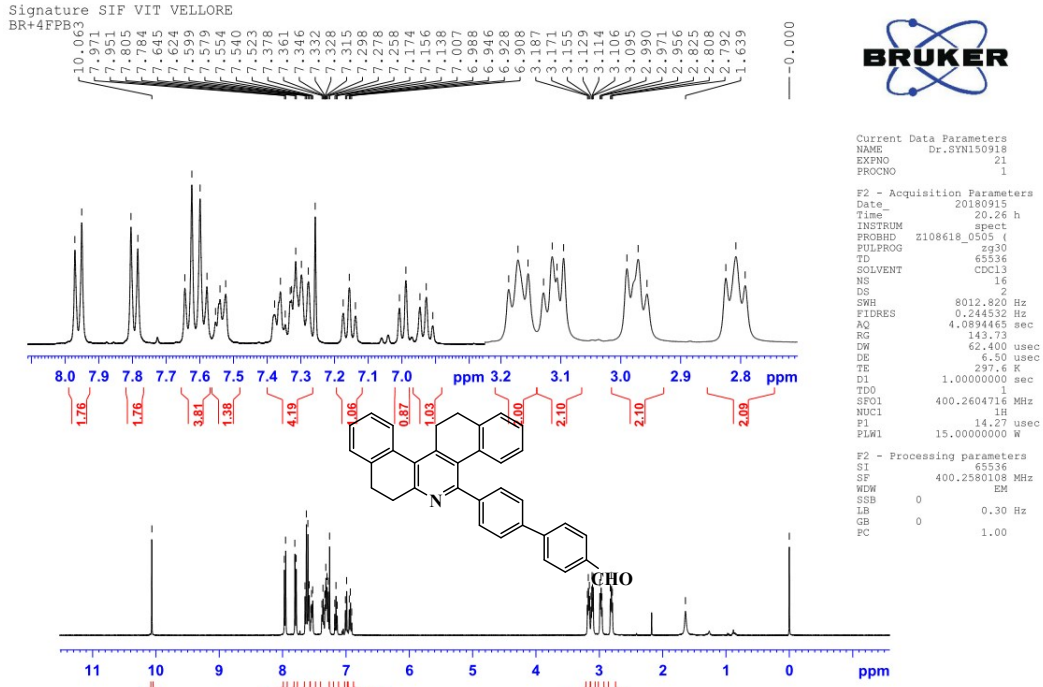 Signature SIF VIT VELLORE
BR+4FPB
10.063
7.971
7.951
7.805
7.784
7.645
7.624
7.599
7.579
7.554
7.540
7.523
7.378
7.361
7.346
7.332
7.328
7.315
7.298
7.278
7.258
7.174
7.156
7.138
7.007
6.988
6.946
6.928
6.908
3.187
3.171
3.155
3.129
3.114
3.106
3.095
2.990
2.971
2.956
2.825
2.808
2.792
1.639
-0.000
BRUKER
Current Data Parameters
NAME Dr.SYN150918
EXPNO 21
PROCNO 1
F2 - Acquisition Parameters
Date_ 20180915
Time 20.26 h
INSTRUM spect
PROBHD Z108618_0505 (
PULPROG zg30
TD 65536
SOLVENT CDCl3
NS 16
DS 2
SWH 8012.820 Hz
FIDRES 0.244532 Hz
AQ 4.0894465 sec
RG 143.73
DW 62.400 usec
DE 6.50 usec
TE 297.6 K
D1 1.00000000 sec
TD0 1
SFO1 400.2604716 MHz
NUC1 1H
P1 14.27 usec
PLW1 15.00000000 W
F2 - Processing parameters
SI 65536
SF 400.2580108 MHz
WDW EM
SSB 0
LB 0.30 Hz
GB 0
PC 1.00
8.0 7.9 7.8 7.7 7.6 7.5 7.4 7.3 7.2 7.1 7.0 ppm
3.2 3.1 3.0 2.9 2.8 ppm
1.76
1.76
3.81
1.38
4.19
1.06
0.87
1.03
2.00
2.10
2.10
2.09
N
CHO
11 10 9 8 7 6 5 4 3 2 1 0 ppm